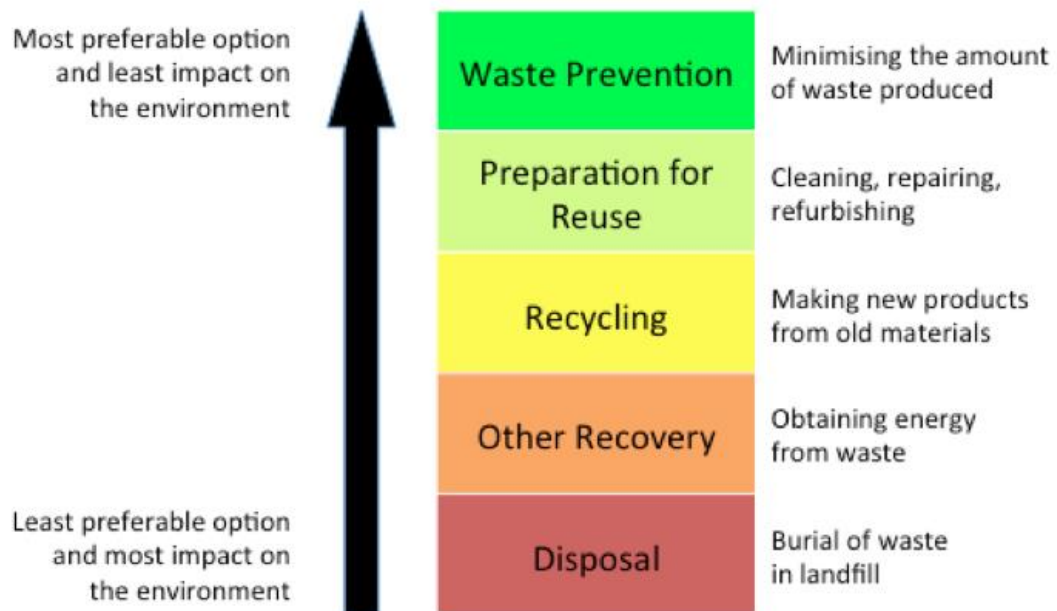 Most preferable option
and least impact on
the environment
Waste Prevention
Minimising the amount
of waste produced
Preparation for
Reuse
Cleaning, repairing,
refurbishing
Recycling
Making new products
from old materials
Other Recovery
Obtaining energy
from waste
Least preferable option
and most impact on
the environment
Disposal
Burial of waste
in landfill